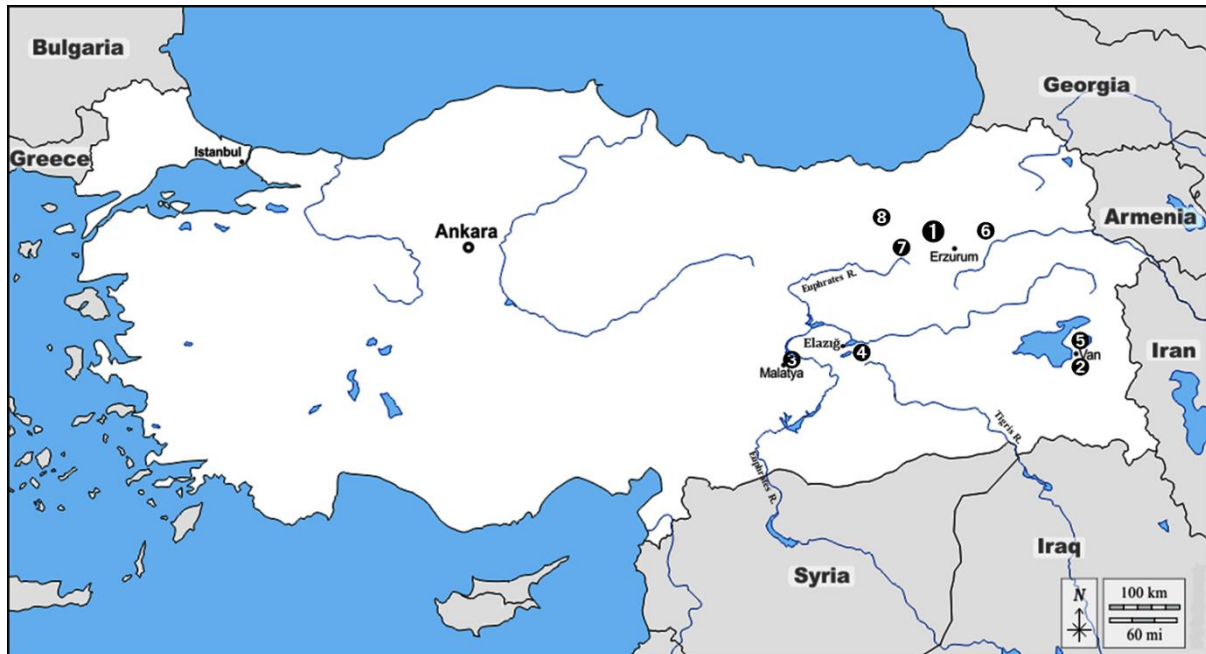 Bulgaria
Georgia
Greece
Istanbul
Armenia
Ankara
8
1
6
7
Erzurum
Euphrates R.
Elazığ
4
5
Van
2
3
Malatya
Iran
Tigris R.
Euphrates R.
Syria
Iraq
N
100 km
60 mi